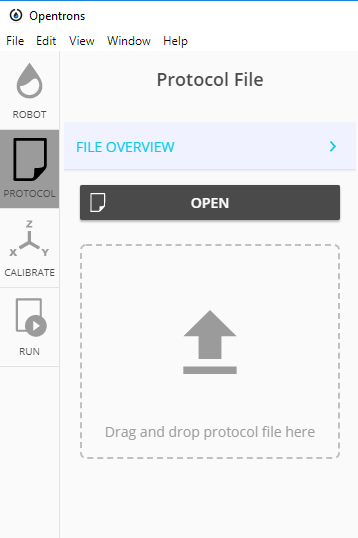 Opentrons
File Edit View Window Help
Protocol File
ROBOT
FILE OVERVIEW
PROTOCOL
OPEN
Z
X Y
CALIBRATE
RUN
Drag and drop protocol file here